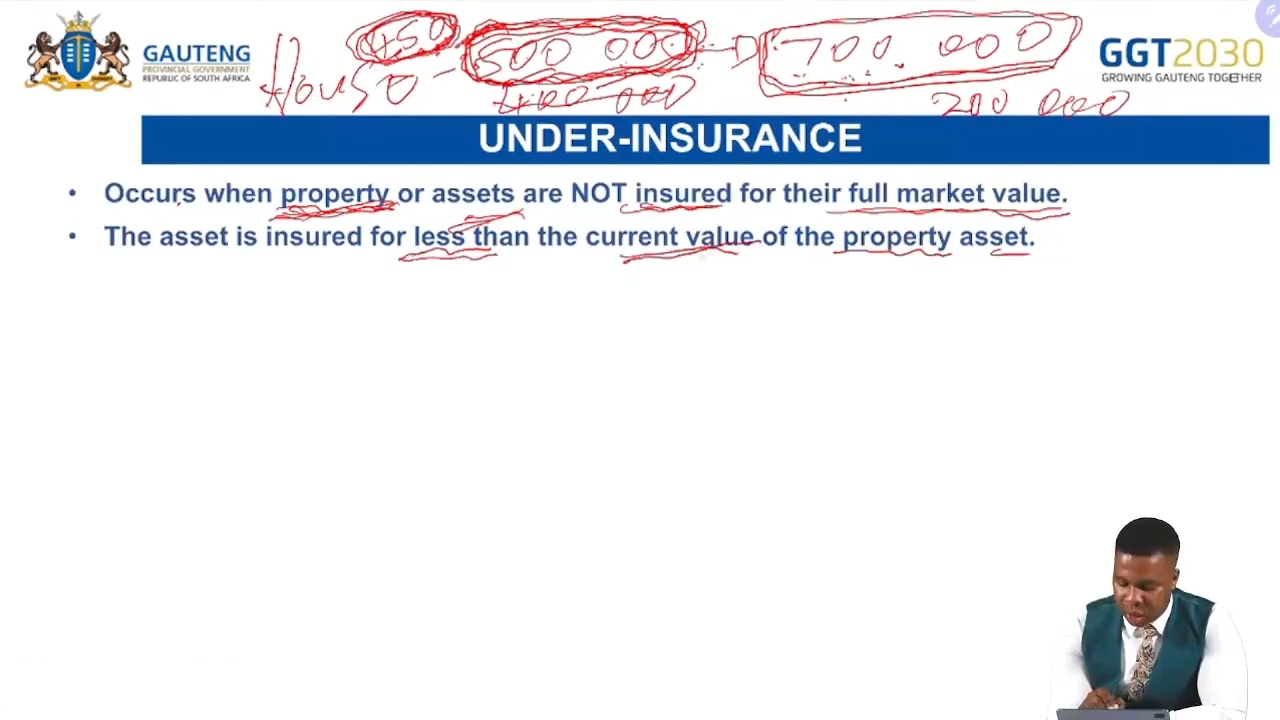 GAUTENG
PROVINCIAL GOVERNMENT
REPUBLIC OF SOUTH AFRICA
House 450 500 000 700 000
400 000 200 000
GGT2030
GROWING GAUTENG TOGETHER
UNDER-INSURANCE
• Occurs when property or assets are NOT insured for their full market value.
• The asset is insured for less than the current value of the property asset.